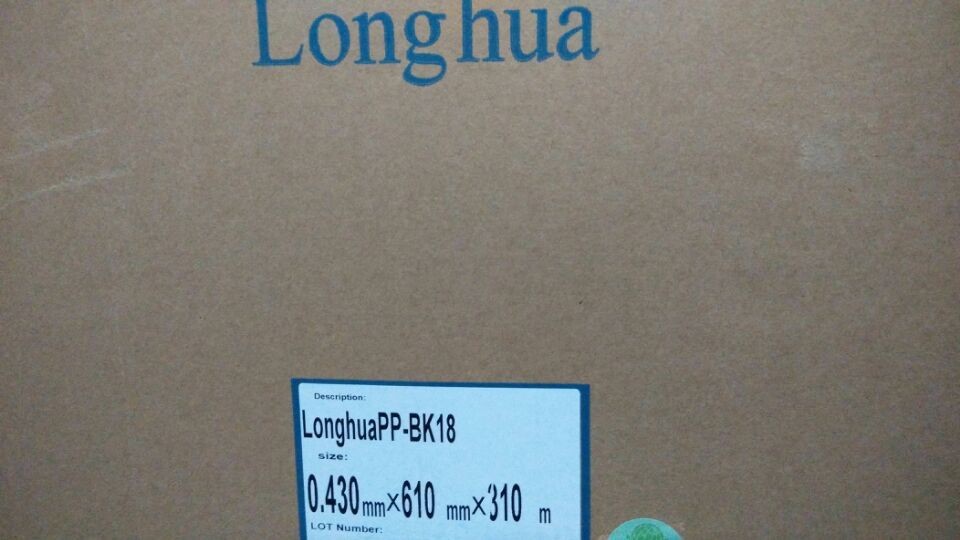 Longhua
Description:
LonghuaPP-BK18
size:
0.430mm×610 mm×310 m
LOT Number: